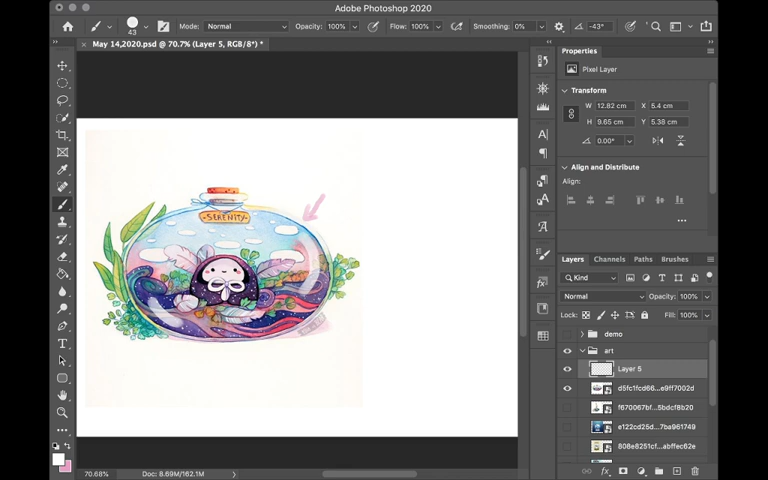 Adobe Photoshop 2020
43
Mode: Normal
Opacity: 100%
Flow: 100%
Smoothing: 0%
-43°
× May 14,2020.psd @ 70.7% (Layer 5, RGB/8*) *
SERENITY
70.68%
Doc: 8.69M/162.1M
Properties
Pixel Layer
Transform
W 12.82 cm X 5.4 cm
H 9.65 cm Y 5.38 cm
0.00°
Align and Distribute
Align:
Layers Channels Paths Brushes
Kind
Normal Opacity: 100%
Lock: Fill: 100%
demo
art
Layer 5
d5fc1fcd66...e9ff7002d
f670067bf...5bdcf8b20
e122cd25d...7ba961749
808e8251cf...abffec62e